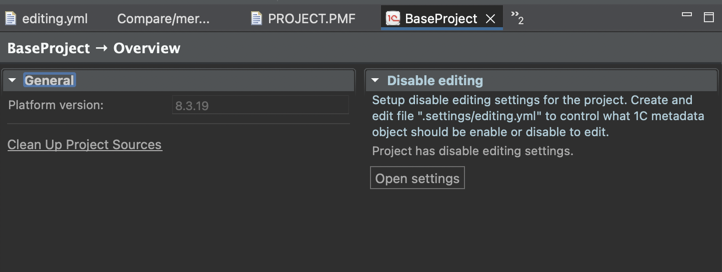 editing.yml Compare/mer... PROJECT.PMF 1C BaseProject »2
BaseProject → Overview
General
Platform version: 8.3.19
Clean Up Project Sources
Disable editing
Setup disable editing settings for the project. Create and
edit file ".settings/editing.yml" to control what 1C metadata
object should be enable or disable to edit.
Project has disable editing settings.
Open settings